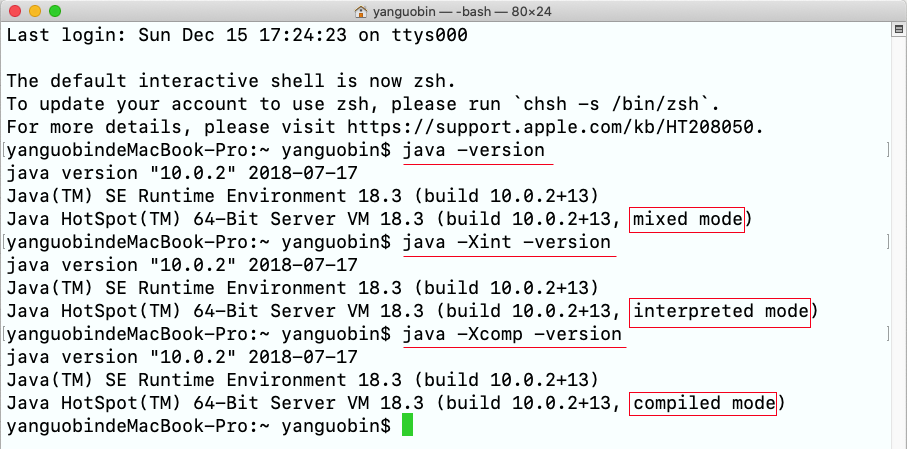 yanguobin — -bash — 80×24
Last login: Sun Dec 15 17:24:23 on ttys000
The default interactive shell is now zsh.
To update your account to use zsh, please run `chsh -s /bin/zsh`.
For more details, please visit https://support.apple.com/kb/HT208050.
[yanguobindeMacBook-Pro:~ yanguobin$ java -version ]
java version "10.0.2" 2018-07-17
Java(TM) SE Runtime Environment 18.3 (build 10.0.2+13)
Java HotSpot(TM) 64-Bit Server VM 18.3 (build 10.0.2+13, mixed mode)
[yanguobindeMacBook-Pro:~ yanguobin$ java -Xint -version ]
java version "10.0.2" 2018-07-17
Java(TM) SE Runtime Environment 18.3 (build 10.0.2+13)
Java HotSpot(TM) 64-Bit Server VM 18.3 (build 10.0.2+13, interpreted mode)
[yanguobindeMacBook-Pro:~ yanguobin$ java -Xcomp -version ]
java version "10.0.2" 2018-07-17
Java(TM) SE Runtime Environment 18.3 (build 10.0.2+13)
Java HotSpot(TM) 64-Bit Server VM 18.3 (build 10.0.2+13, compiled mode)
yanguobindeMacBook-Pro:~ yanguobin$